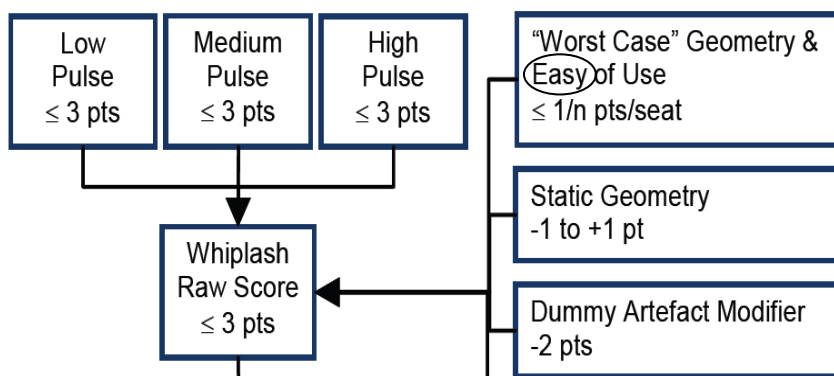 Low
Pulse
≤ 3 pts
Medium
Pulse
≤ 3 pts
High
Pulse
≤ 3 pts
“Worst Case” Geometry &
Easy of Use
≤ 1/n pts/seat
Static Geometry
-1 to +1 pt
Whiplash
Raw Score
≤ 3 pts
Dummy Artefact Modifier
-2 pts